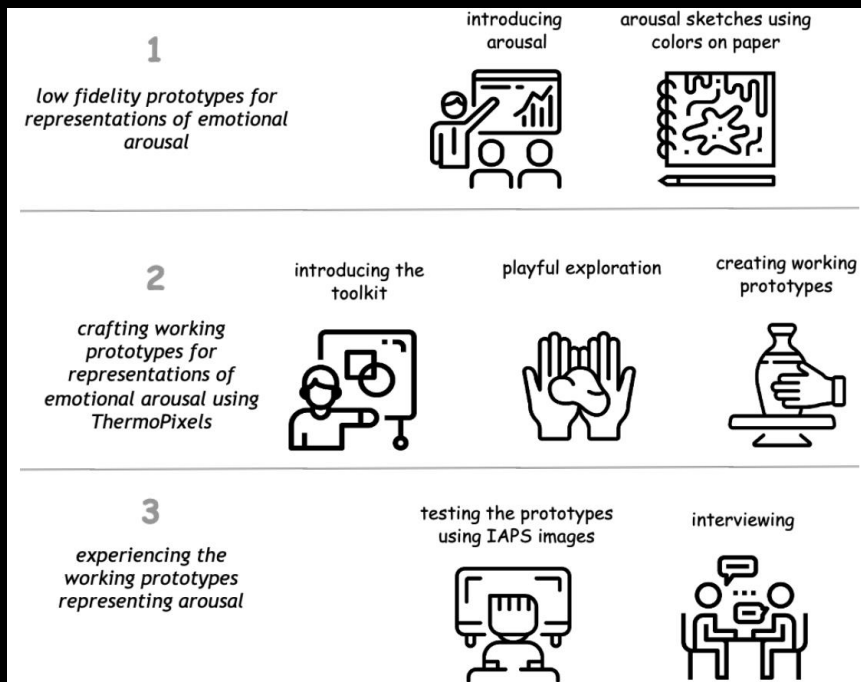 1
low fidelity prototypes for
representations of emotional
arousal
introducing
arousal
arousal sketches using
colors on paper
2
crafting working
prototypes for
representations of
emotional arousal using
ThermoPixels
introducing the
toolkit
playful exploration
creating working
prototypes
3
experiencing the
working prototypes
representing arousal
testing the prototypes
using IAPS images
interviewing